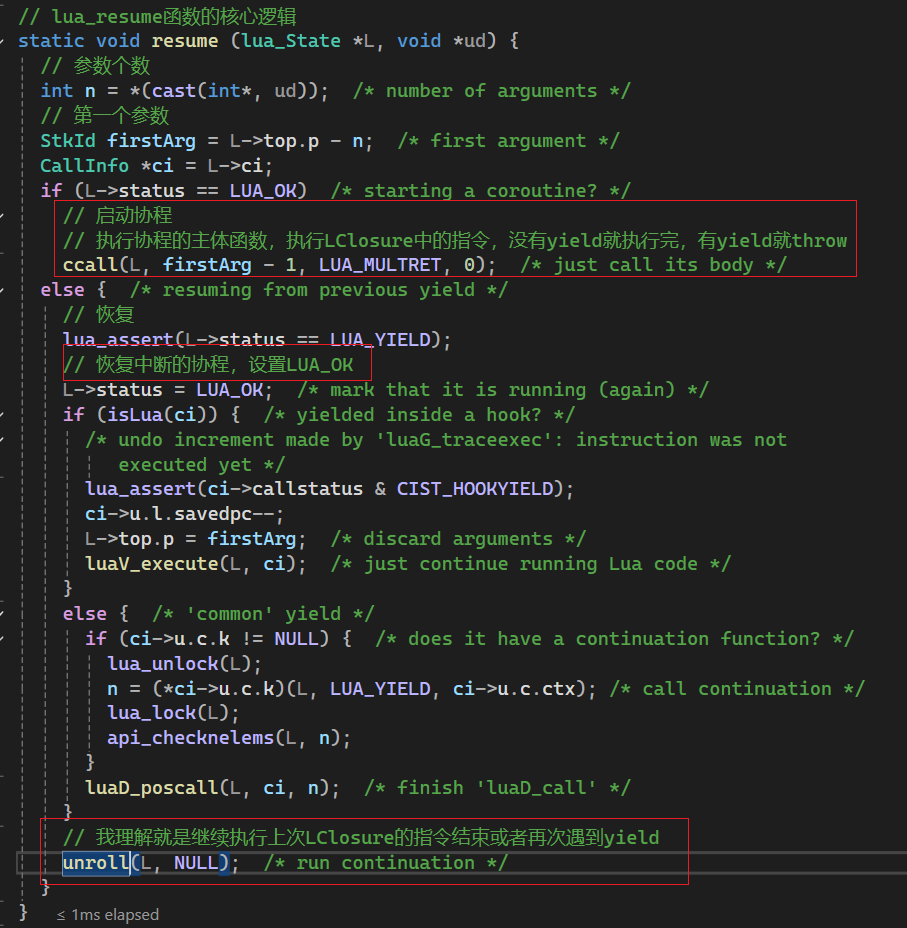 // lua_resume函数的核心逻辑
static void resume (lua_State *L, void *ud) {
// 参数个数
int n = *(cast(int*, ud));  /* number of arguments */
// 第一个参数
StkId firstArg = L->top.p - n;  /* first argument */
CallInfo *ci = L->ci;
if (L->status == LUA_OK)  /* starting a coroutine? */
// 启动协程
// 执行协程的主体函数，执行LClosure中的指令，没有yield就执行完，有yield就throw
ccall(L, firstArg - 1, LUA_MULTRET, 0);  /* just call its body */
else {  /* resuming from previous yield */
// 恢复
lua_assert(L->status == LUA_YIELD);
// 恢复中断的协程，设置LUA_OK
L->status = LUA_OK;  /* mark that it is running (again) */
if (isLua(ci)) {  /* yielded inside a hook? */
/* undo increment made by 'luaG_traceexec': instruction was not
executed yet */
lua_assert(ci->callstatus & CIST_HOOKYIELD);
ci->u.l.savedpc--;
L->top.p = firstArg;  /* discard arguments */
luaV_execute(L, ci);  /* just continue running Lua code */
}
else {  /* 'common' yield */
if (ci->u.c.k != NULL) {  /* does it have a continuation function? */
lua_unlock(L);
n = (*ci->u.c.k)(L, LUA_YIELD, ci->u.c.ctx); /* call continuation */
lua_lock(L);
api_checknelems(L, n);
}
luaD_poscall(L, ci, n);  /* finish 'luaD_call' */
}
// 我理解就是继续执行上次LClosure的指令结束或者再次遇到yield
unroll(L, NULL);  /* run continuation */
}
}
≤ 1ms elapsed